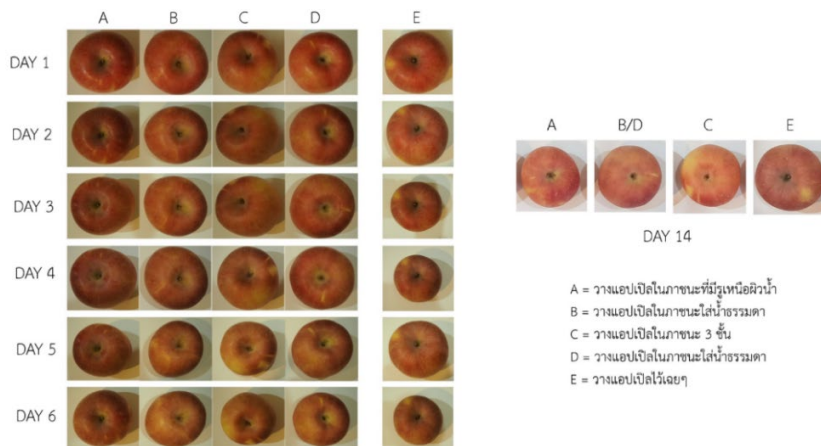 A B C D E
DAY 1
DAY 2
DAY 3
DAY 4
DAY 5
DAY 6
A B/D C E
DAY 14
A = วางแอปเปิลในภาชนะที่มีรูเหนือผิวน้ำ
B = วางแอปเปิลในภาชนะใส่น้ำธรรมดา
C = วางแอปเปิลในภาชนะ 3 ชั้น
D = วางแอปเปิลในภาชนะใส่น้ำธรรมดา
E = วางแอปเปิลไว้เฉยๆ